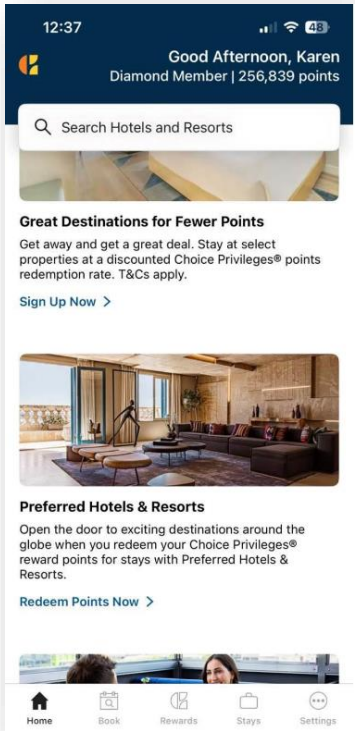 12:37
48
Good Afternoon, Karen
Diamond Member | 256,839 points
Search Hotels and Resorts
Great Destinations for Fewer Points
Get away and get a great deal. Stay at select
properties at a discounted Choice Privileges® points
redemption rate. T&Cs apply.
Sign Up Now >
Preferred Hotels & Resorts
Open the door to exciting destinations around the
globe when you redeem your Choice Privileges®
reward points for stays with Preferred Hotels &
Resorts.
Redeem Points Now >
Home
Book
Rewards
Stays
Settings